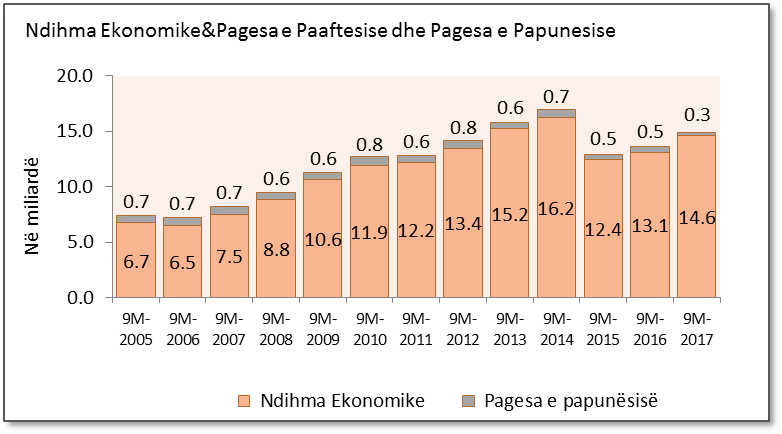 Ndihma Ekonomike&Pagesa e Paaftesise dhe Pagesa e Papunesise
Në miliardë
20.0
15.0
10.0
5.0
0.0
0.7 0.7 0.7 0.6 0.6 0.8 0.6 0.8 0.6 0.7 0.5 0.5 0.3
6.7 6.5 7.5 8.8 10.6 11.9 12.2 13.4 15.2 16.2 12.4 13.1 14.6
9M- 9M- 9M- 9M- 9M- 9M- 9M- 9M- 9M- 9M- 9M- 9M- 9M-
2005 2006 2007 2008 2009 2010 2011 2012 2013 2014 2015 2016 2017
Ndihma Ekonomike Pagesa e papunësisë